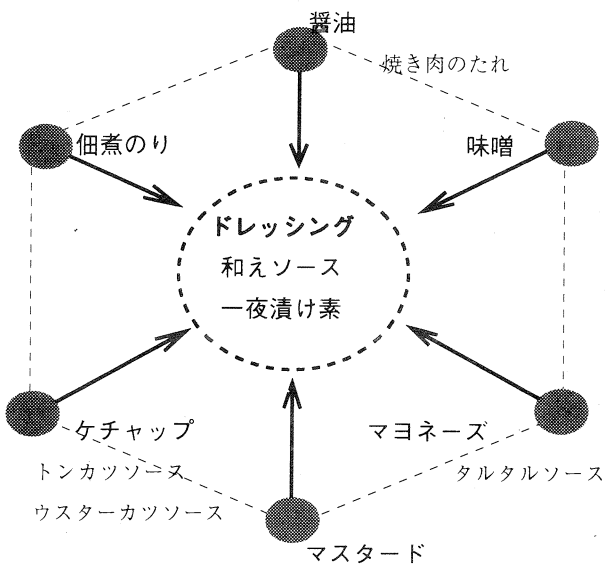 醤油
焼き肉のたれ
佃煮のり
味噌
ドレッシング
和えソース
一夜漬け素
ケチャップ
マヨネーズ
トンカツソース
タルタルソース
ウスターカツソース
マスタード